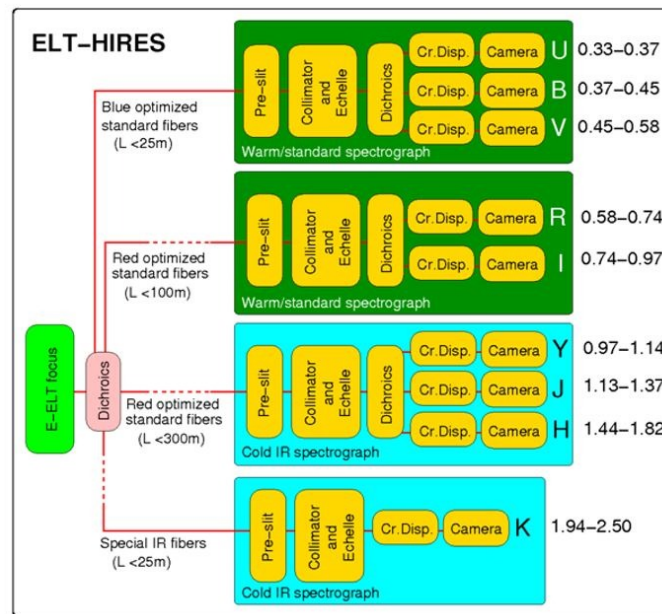 ELT-HIRES
Blue optimized
standard fibers
(L <25m)
Pre-slit
Collimator
and
Echelle
Dichroics
Cr.Disp.
Camera
U
0.33-0.37
Cr.Disp.
Camera
B
0.37-0.45
Cr.Disp.
Camera
V
0.45-0.58
Warm/standard spectrograph
Red optimized
standard fibers
(L <100m)
Pre-slit
Collimator
and
Echelle
Dichroics
Cr.Disp.
Camera
R
0.58-0.74
Cr.Disp.
Camera
I
0.74-0.97
Warm/standard spectrograph
E-ELT focus
Dichroics
Red optimized
standard fibers
(L <300m)
Pre-slit
Collimator
and
Echelle
Dichroics
Cr.Disp.
Camera
Y
0.97-1.14
Cr.Disp.
Camera
J
1.13-1.37
Cr.Disp.
Camera
H
1.44-1.82
Cold IR spectrograph
Special IR fibers
(L <25m)
Pre-slit
Collimator
and
Echelle
Cr.Disp.
Camera
K
1.94-2.50
Cold IR spectrograph